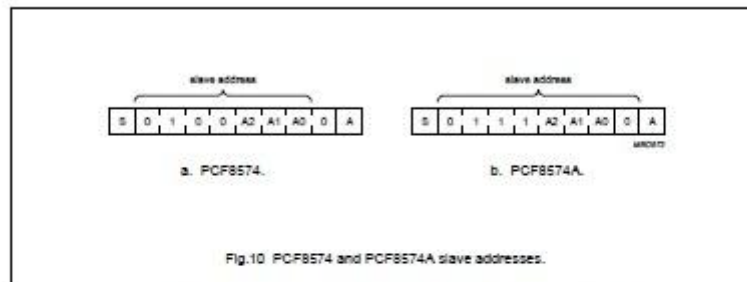 slave address slave address
S 0 1 0 0 A2 A1 A0 0 A S 0 1 1 1 A2 A1 A0 0 A
a. PCF8574. b. PCF8574A.
Fig.10 PCF8574 and PCF8574A slave addresses.